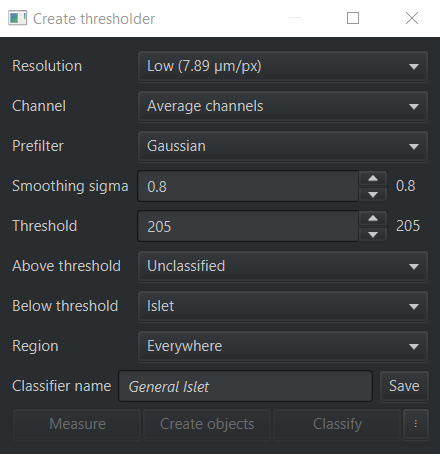 Create thresholder
Resolution Low (7.89 µm/px)
Channel Average channels
Prefilter Gaussian
Smoothing sigma 0.8 0.8
Threshold 205 205
Above threshold Unclassified
Below threshold Islet
Region Everywhere
Classifier name General Islet Save
Measure Create objects Classify